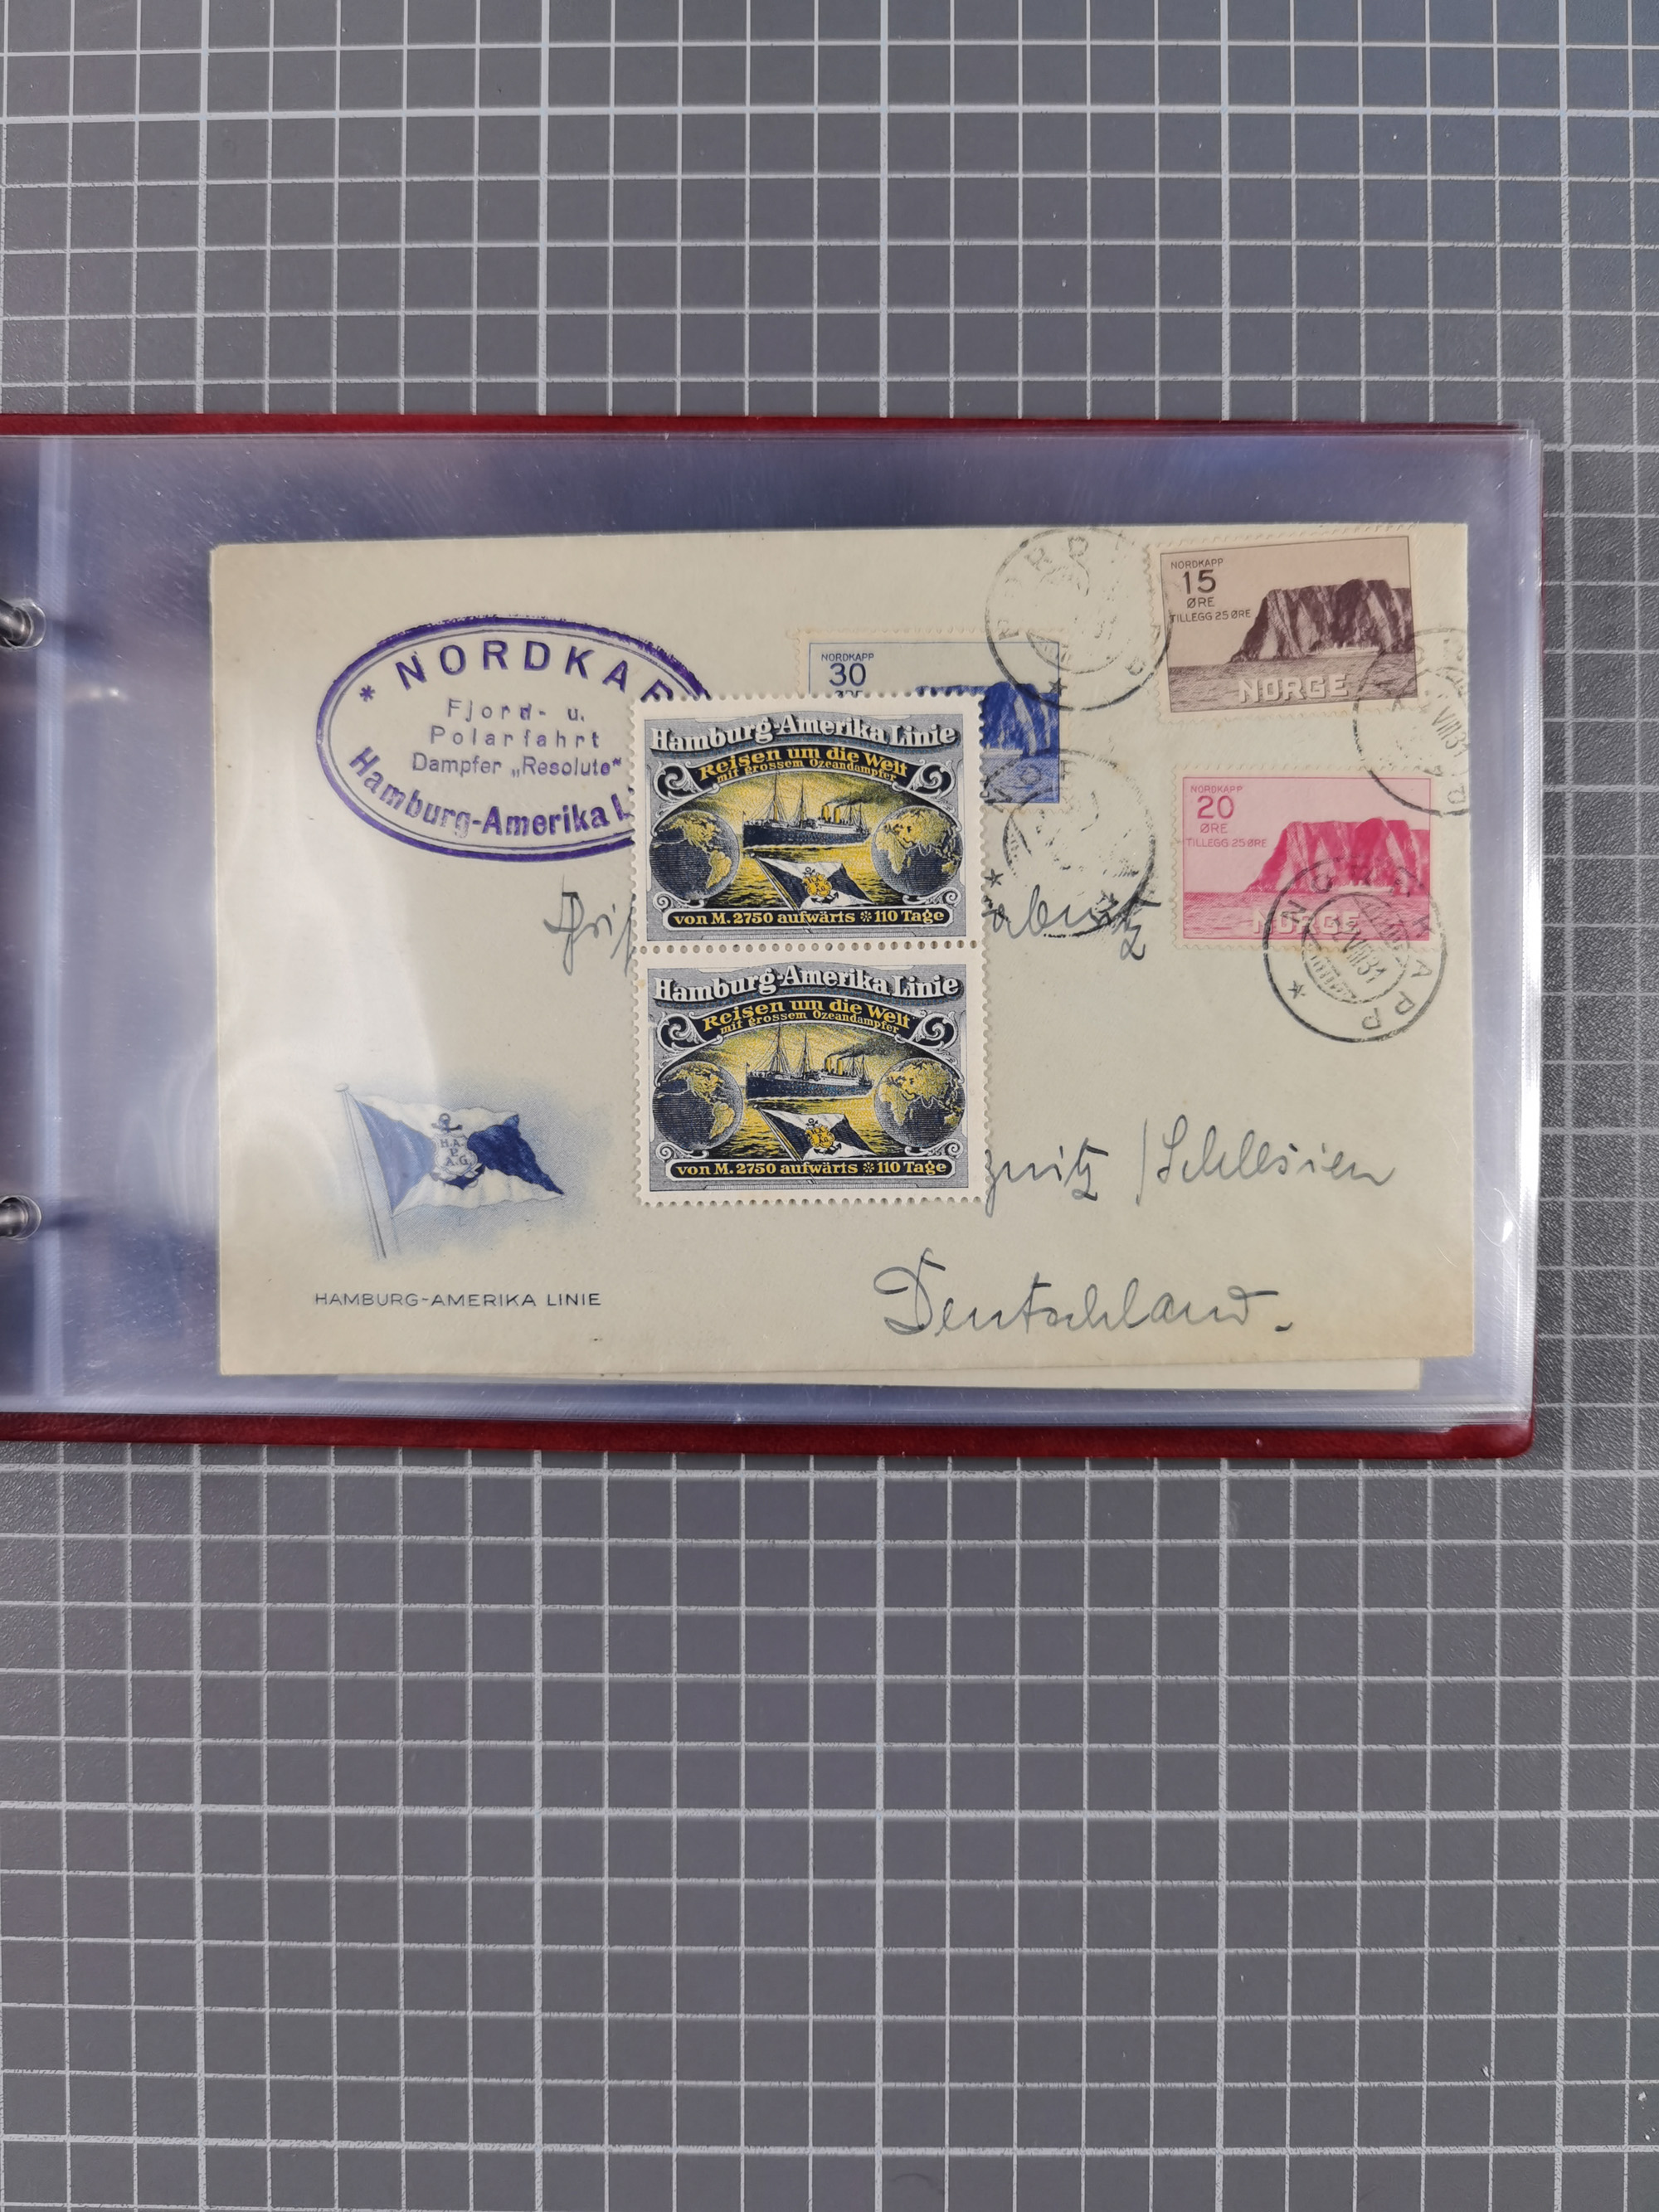 * NORDKAP
Fjord- u.
Polarfahrt
Dampfer „Resolute“
Hamburg-Amerika L
NORDKAPP
30
NORDKAPP
15
ØRE
TILLEGG 25 ØRE
NORGE
NORDKAPP
20
ØRE
TILLEGG 25 ØRE
NORGE
NORDKAPP
VIII 31
Hamburg-Amerika Linie
Reisen um die Welt
mit grossem Ozeandampfer
von M. 2750 aufwärts * 110 Tage
Hamburg-Amerika Linie
Reisen um die Welt
mit grossem Ozeandampfer
von M. 2750 aufwärts * 110 Tage
/Schlesien
Deutschland.
H.A.
P.
A.G.
HAMBURG-AMERIKA LINIE